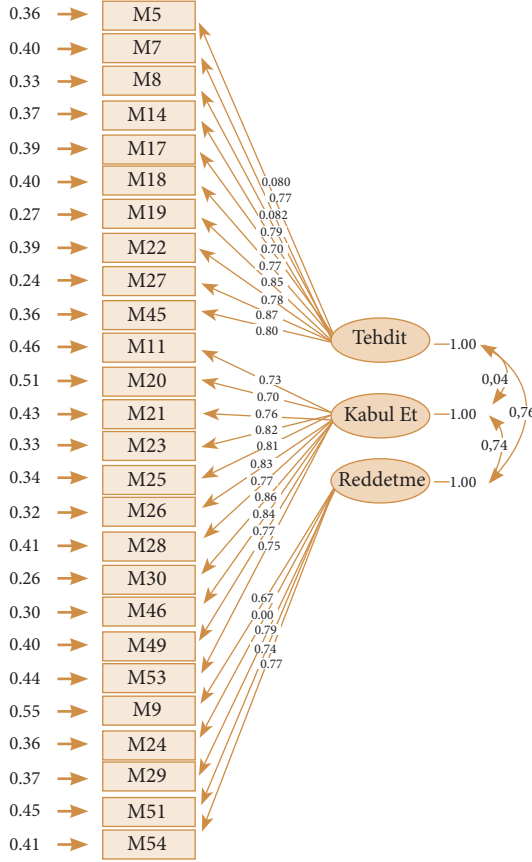 0.36 M5
0.40 M7
0.33 M8
0.37 M14
0.39 M17
0.40 M18
0.27 M19
0.39 M22
0.24 M27
0.36 M45
0.46 M11
0.51 M20
0.43 M21
0.33 M23
0.34 M25
0.32 M26
0.41 M28
0.26 M30
0.30 M46
0.40 M49
0.44 M53
0.55 M9
0.36 M24
0.37 M29
0.45 M51
0.41 M54
0.080
0.77
0.082
0.79
0.70
0.77
0.85
0.78
0.87
0.80
0.73
0.70
0.76
0.82
0.81
0.83
0.77
0.86
0.84
0.77
0.75
0.67
0.00
0.79
0.74
0.77
Tehdit 1.00
Kabul Et 1.00
Reddetme 1.00
0,04
0,76
0,74